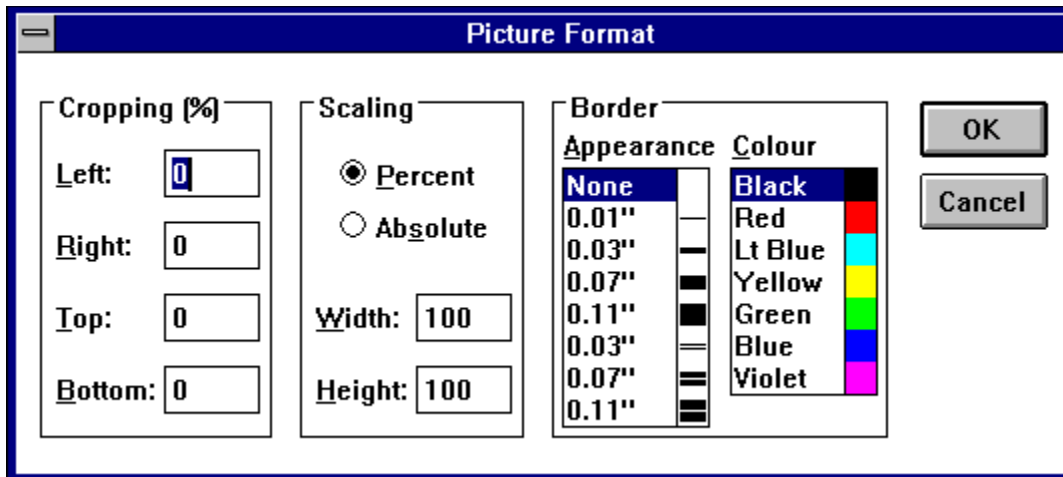 Picture Format
Cropping (%)
Left: 0
Right: 0
Top: 0
Bottom: 0
Scaling
Percent
Absolute
Width: 100
Height: 100
Border
Appearance
None
0.01"
0.03"
0.07"
0.11"
0.03"
0.07"
0.11"
Colour
Black
Red
Lt Blue
Yellow
Green
Blue
Violet
OK
Cancel